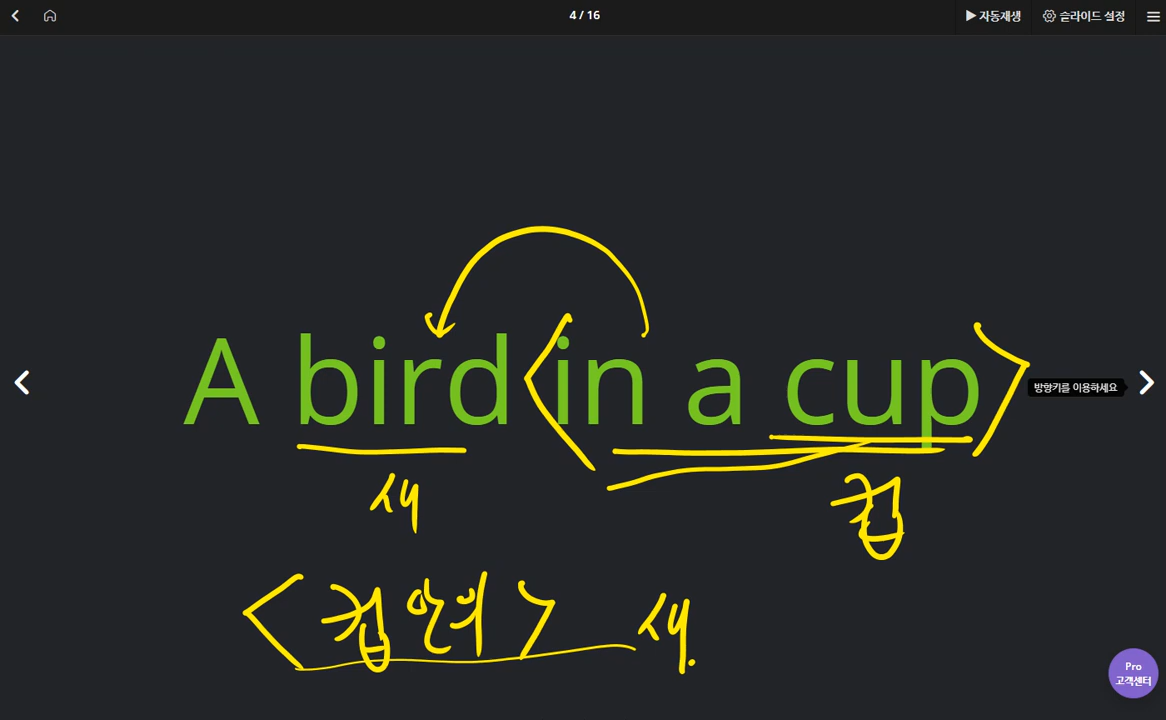 4 / 16
▶ 자동재생
슬라이드 설정
A bird <in a cup>
방향키를 이용하세요
새
컵
<컵 안의> 새.
Pro
고객센터